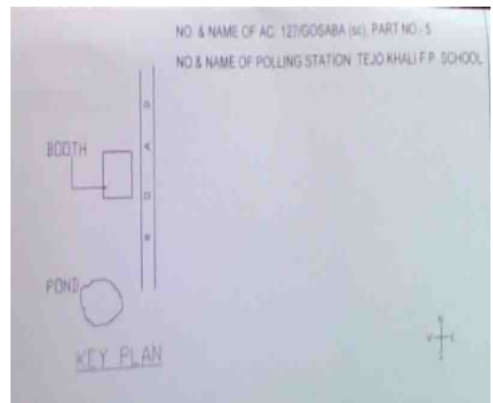 NO. & NAME OF AC. 127/GOSABA (sc), PART NO.- 5
NO & NAME OF POLLING STATION TEJO KHALI F.P. SCHOOL
BOOTH
ROAD
POND
KEY PLAN
N
V E
S